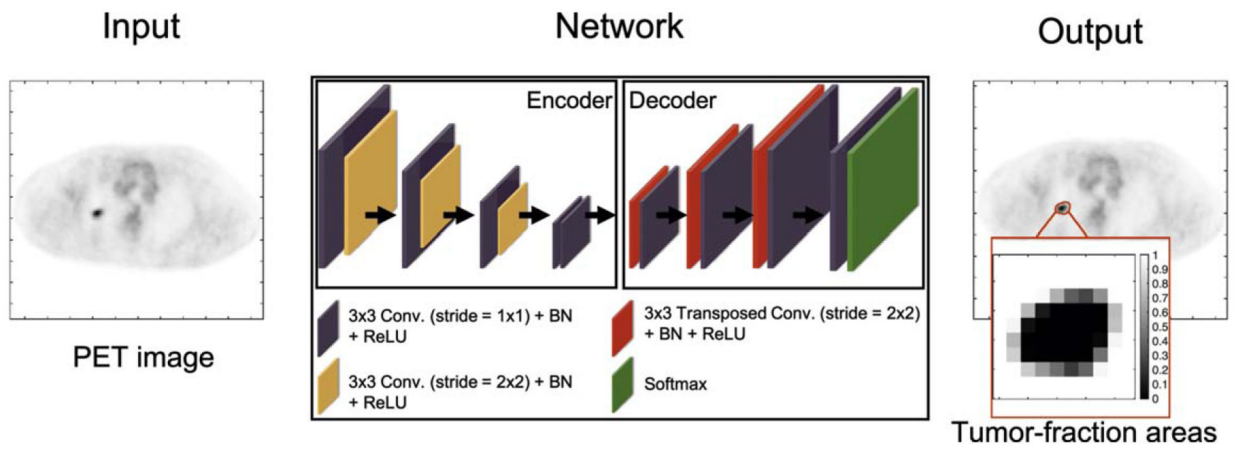 Input
Network
Output
Encoder
Decoder
PET image
3x3 Conv. (stride = 1x1) + BN
+ ReLU
3x3 Conv. (stride = 2x2) + BN
+ ReLU
3x3 Transposed Conv. (stride = 2x2)
+ BN + ReLU
Softmax
1
0.9
0.8
0.7
0.6
0.5
0.4
0.3
0.2
0.1
0
Tumor-fraction areas